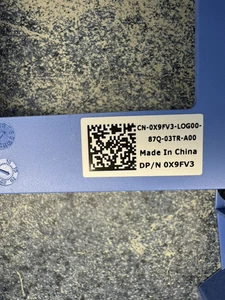 CN-0X9FV3-LOG00-
87Q-03TR-A00
Made In China
DP/N 0X9FV3